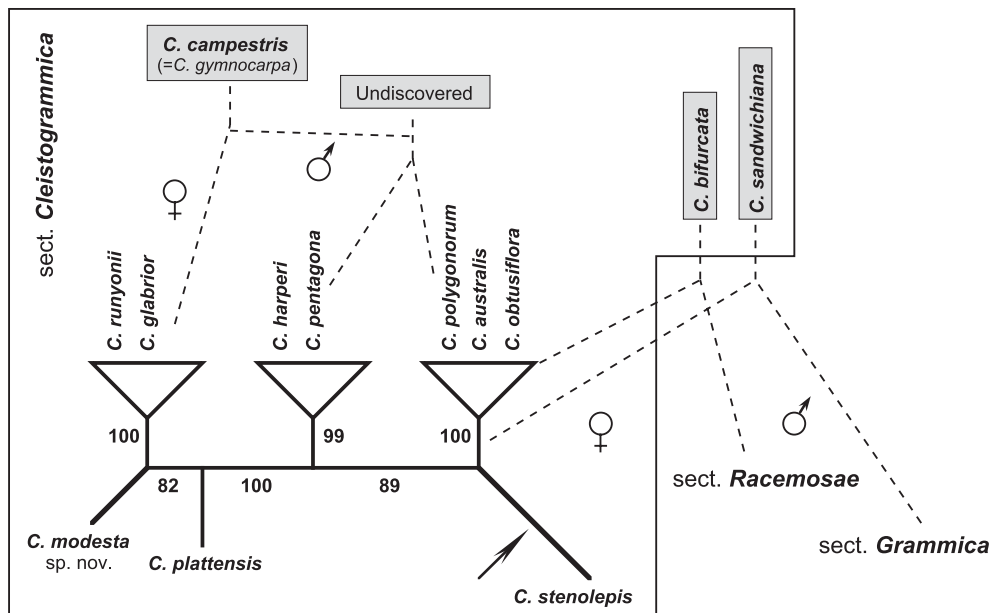 sect. Cleistogrammica
C. campestris
(=C. gymnocarpa)
Undiscovered
C. bifurcata
C. sandwichiana
♀
♂
C. runyonii
C. glabrior
C. harperi
C. pentagona
C. polygonorum
C. australis
C. obtusiflora
100
99
100
♀
♂
82
100
89
sect. Racemosae
sect. Grammica
C. modesta
sp. nov.
C. plattensis
C. stenolepis